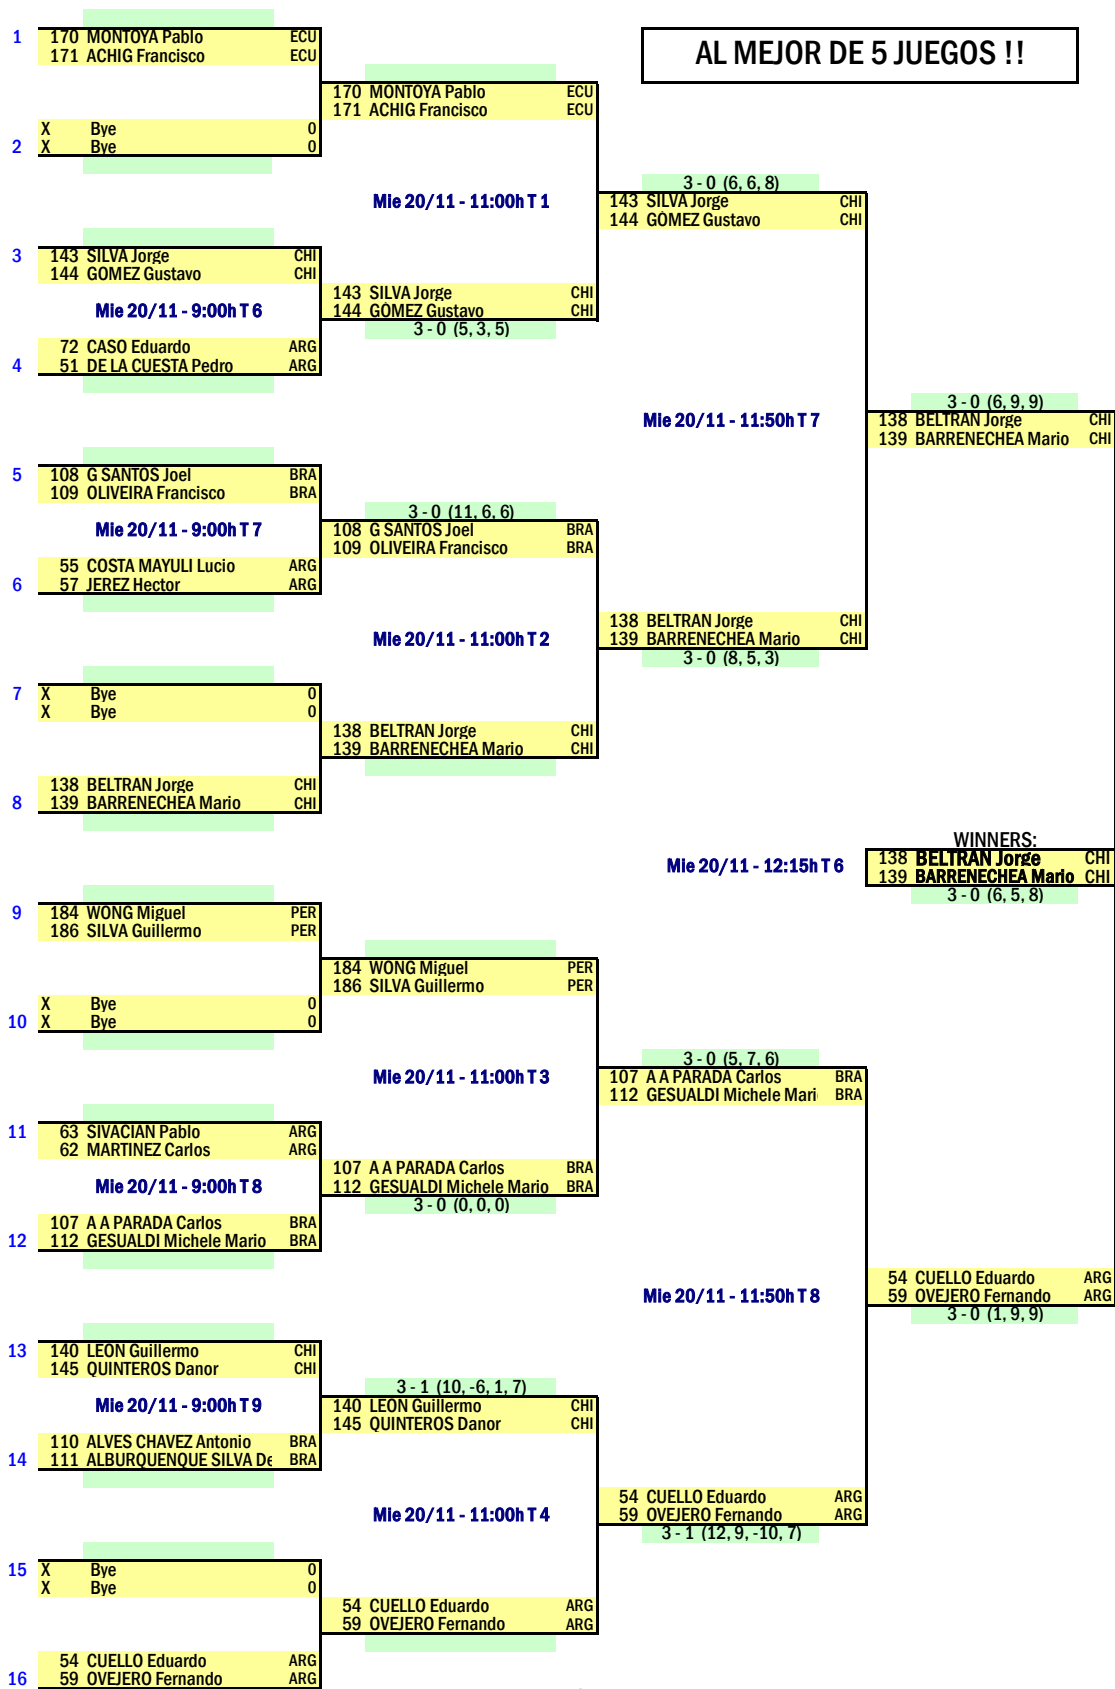 AL MEJOR DE 5 JUEGOS !!
1 170 MONTOYA Pablo ECU
171 ACHIG Francisco ECU
X Bye 0
2 X Bye 0
3 143 SILVA Jorge CHI
144 GÓMEZ Gustavo CHI
Mie 20/11 - 9:00h T 6
72 CASO Eduardo ARG
4 51 DE LA CUESTA Pedro ARG
5 108 G SANTOS Joel BRA
109 OLIVEIRA Francisco BRA
Mie 20/11 - 9:00h T 7
55 COSTA MAYULI Lucio ARG
6 57 JEREZ Hector ARG
7 X Bye 0
X Bye 0
138 BELTRAN Jorge CHI
8 139 BARRENECHEA Mario CHI
9 184 WONG Miguel PER
186 SILVA Guillermo PER
X Bye 0
10 X Bye 0
11 63 SIVACIAN Pablo ARG
62 MARTINEZ Carlos ARG
Mie 20/11 - 9:00h T 8
107 A A PARADA Carlos BRA
12 112 GESUALDI Michele Mario BRA
13 140 LEÓN Guillermo CHI
145 QUINTEROS Danor CHI
Mie 20/11 - 9:00h T 9
110 ALVES CHAVEZ Antonio BRA
14 111 ALBURQUENQUE SILVA De BRA
15 X Bye 0
X Bye 0
54 CUELLO Eduardo ARG
16 59 OVEJERO Fernando ARG
170 MONTOYA Pablo ECU
171 ACHIG Francisco ECU
Mie 20/11 - 11:00h T 1
143 SILVA Jorge CHI
144 GÓMEZ Gustavo CHI
3 - 0 (5, 3, 5)
3 - 0 (11, 6, 6)
108 G SANTOS Joel BRA
109 OLIVEIRA Francisco BRA
Mie 20/11 - 11:00h T 2
138 BELTRAN Jorge CHI
139 BARRENECHEA Mario CHI
184 WONG Miguel PER
186 SILVA Guillermo PER
Mie 20/11 - 11:00h T 3
107 A A PARADA Carlos BRA
112 GESUALDI Michele Mario BRA
3 - 0 (0, 0, 0)
3 - 1 (10, -6, 1, 7)
140 LEÓN Guillermo CHI
145 QUINTEROS Danor CHI
Mie 20/11 - 11:00h T 4
54 CUELLO Eduardo ARG
59 OVEJERO Fernando ARG
3 - 0 (6, 6, 8)
143 SILVA Jorge CHI
144 GÓMEZ Gustavo CHI
Mie 20/11 - 11:50h T 7
138 BELTRAN Jorge CHI
139 BARRENECHEA Mario CHI
3 - 0 (8, 5, 3)
3 - 0 (5, 7, 6)
107 A A PARADA Carlos BRA
112 GESUALDI Michele Mari BRA
Mie 20/11 - 11:50h T 8
54 CUELLO Eduardo ARG
59 OVEJERO Fernando ARG
3 - 1 (12, 9, -10, 7)
3 - 0 (6, 9, 9)
138 BELTRAN Jorge CHI
139 BARRENECHEA Mario CHI
Mie 20/11 - 12:15h T 6
WINNERS:
138 BELTRAN Jorge CHI
139 BARRENECHEA Mario CHI
3 - 0 (6, 5, 8)
54 CUELLO Eduardo ARG
59 OVEJERO Fernando ARG
3 - 0 (1, 9, 9)